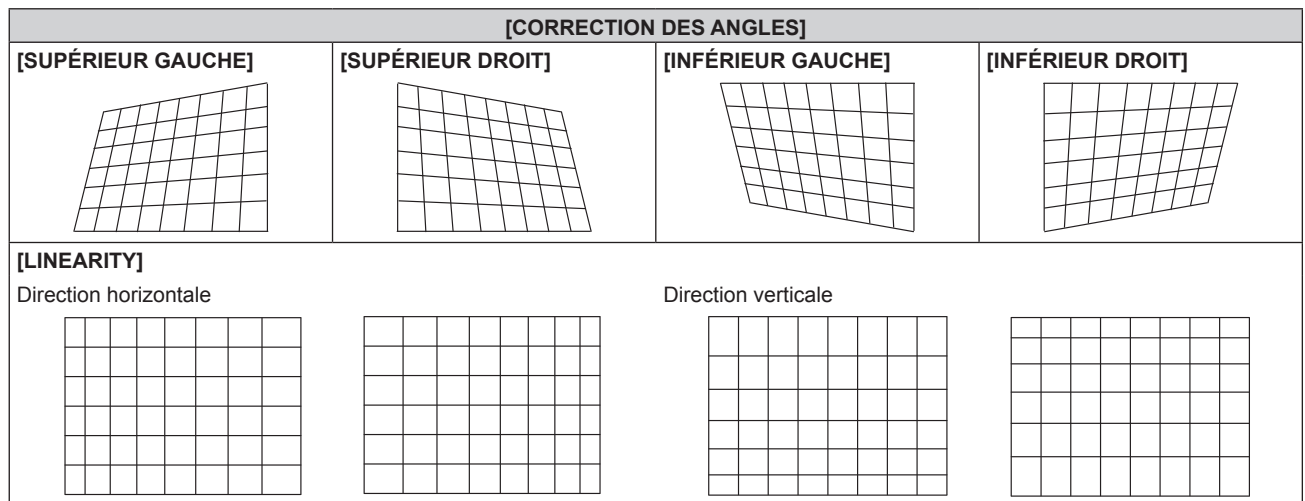 [CORRECTION DES ANGLES]
[SUPÉRIEUR GAUCHE]
[SUPÉRIEUR DROIT]
[INFÉRIEUR GAUCHE]
[INFÉRIEUR DROIT]
[LINEARITY]
Direction horizontale
Direction verticale